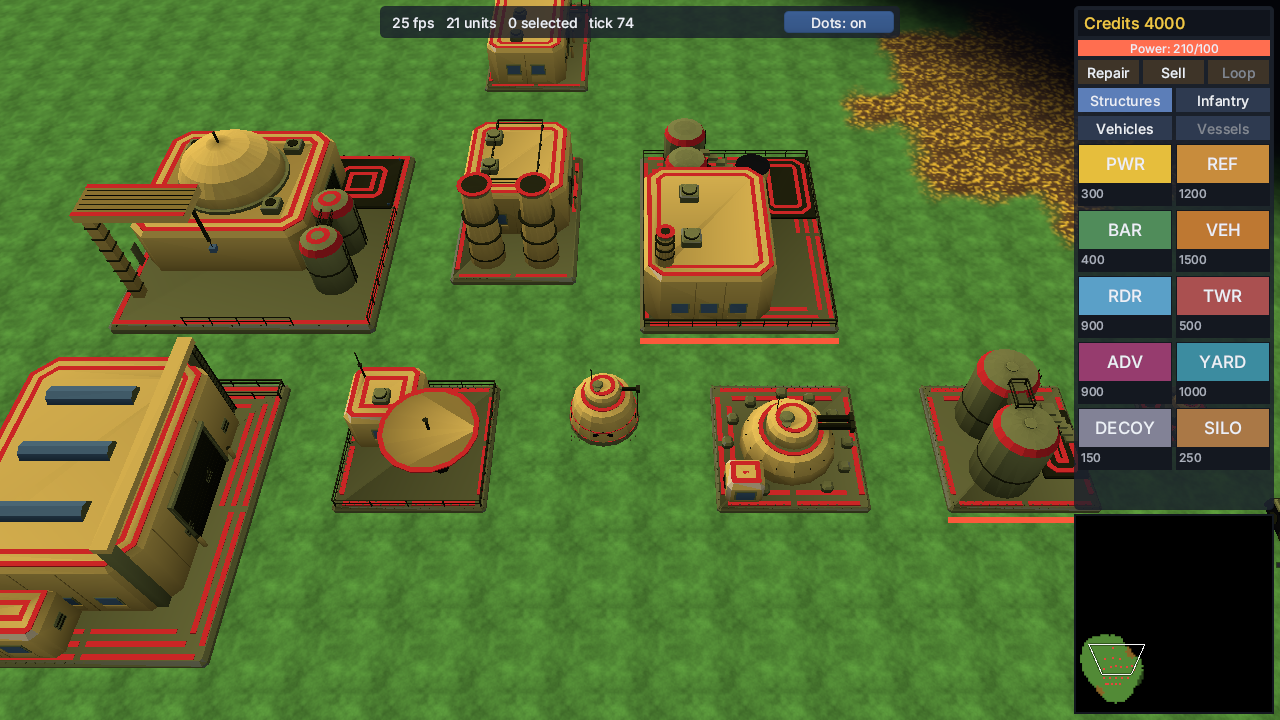 25 fps 21 units 0 selected tick 74
Dots: on
Credits 4000
Power: 210/100
Repair Sell Loop
Structures Infantry
Vehicles Vessels
PWR REF
300 1200
BAR VEH
400 1500
RDR TWR
900 500
ADV YARD
900 1000
DECOY SILO
150 250